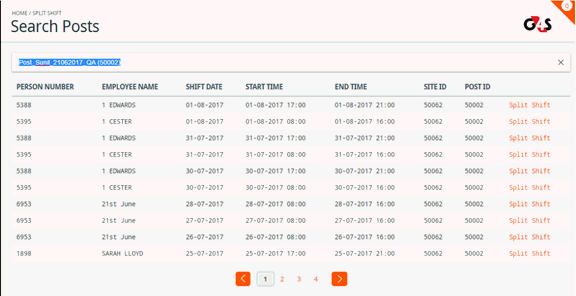 0
HOME / SPLIT SHIFT
Search Posts
G4S
Post_Sunil_21062017_QA (50002)
PERSON NUMBER EMPLOYEE NAME SHIFT DATE START TIME END TIME SITE ID POST ID
5388 1 EDWARDS 01-08-2017 01-08-2017 17:00 01-08-2017 21:00 50062 50002 Split Shift
5395 1 CESTER 01-08-2017 01-08-2017 08:00 01-08-2017 16:00 50062 50002 Split Shift
5388 1 EDWARDS 31-07-2017 31-07-2017 17:00 31-07-2017 21:00 50062 50002 Split Shift
5395 1 CESTER 31-07-2017 31-07-2017 08:00 31-07-2017 16:00 50062 50002 Split Shift
5388 1 EDWARDS 30-07-2017 30-07-2017 17:00 30-07-2017 21:00 50062 50002 Split Shift
5395 1 CESTER 30-07-2017 30-07-2017 08:00 30-07-2017 16:00 50062 50002 Split Shift
6953 21st June 28-07-2017 28-07-2017 08:00 28-07-2017 16:00 50062 50002 Split Shift
6953 21st June 27-07-2017 27-07-2017 08:00 27-07-2017 16:00 50062 50002 Split Shift
6953 21st June 26-07-2017 26-07-2017 08:00 26-07-2017 16:00 50062 50002 Split Shift
1898 SARAH LLOYD 25-07-2017 25-07-2017 17:00 25-07-2017 21:00 50062 50002 Split Shift
1 2 3 4